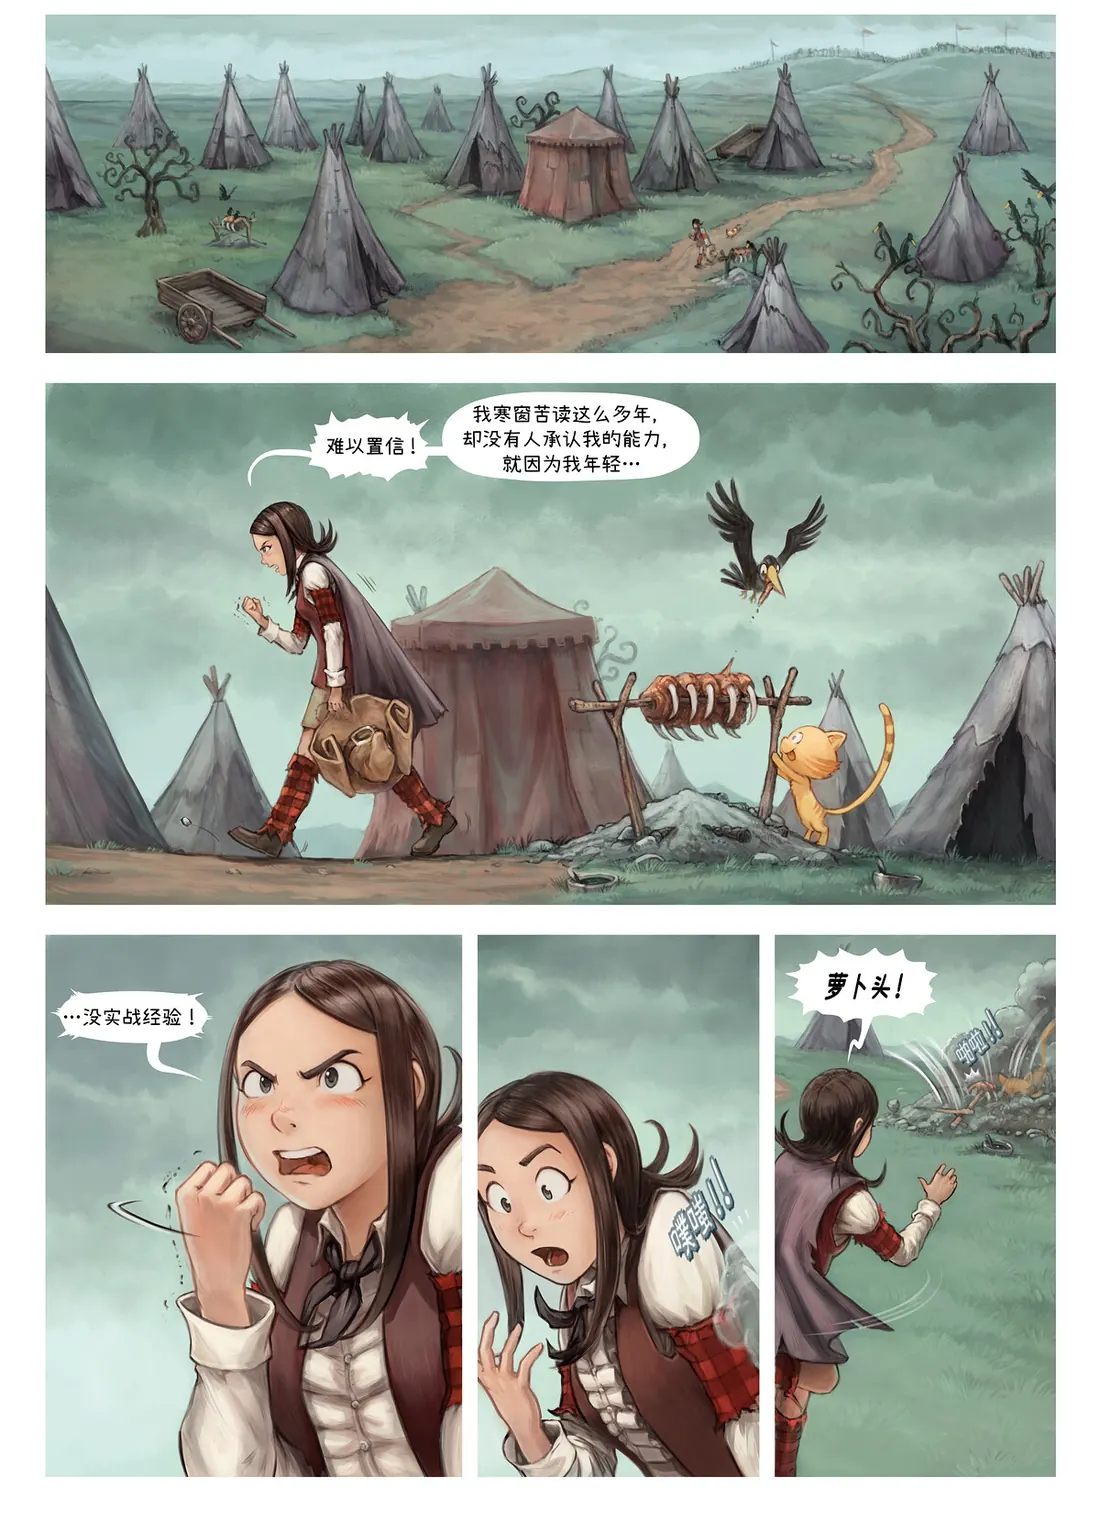 难以置信！
我寒窗苦读这么多年，
却没有人承认我的能力，
就因为我年轻…
…没实战经验！
噗嗤!!
萝卜头！
啪啦!!